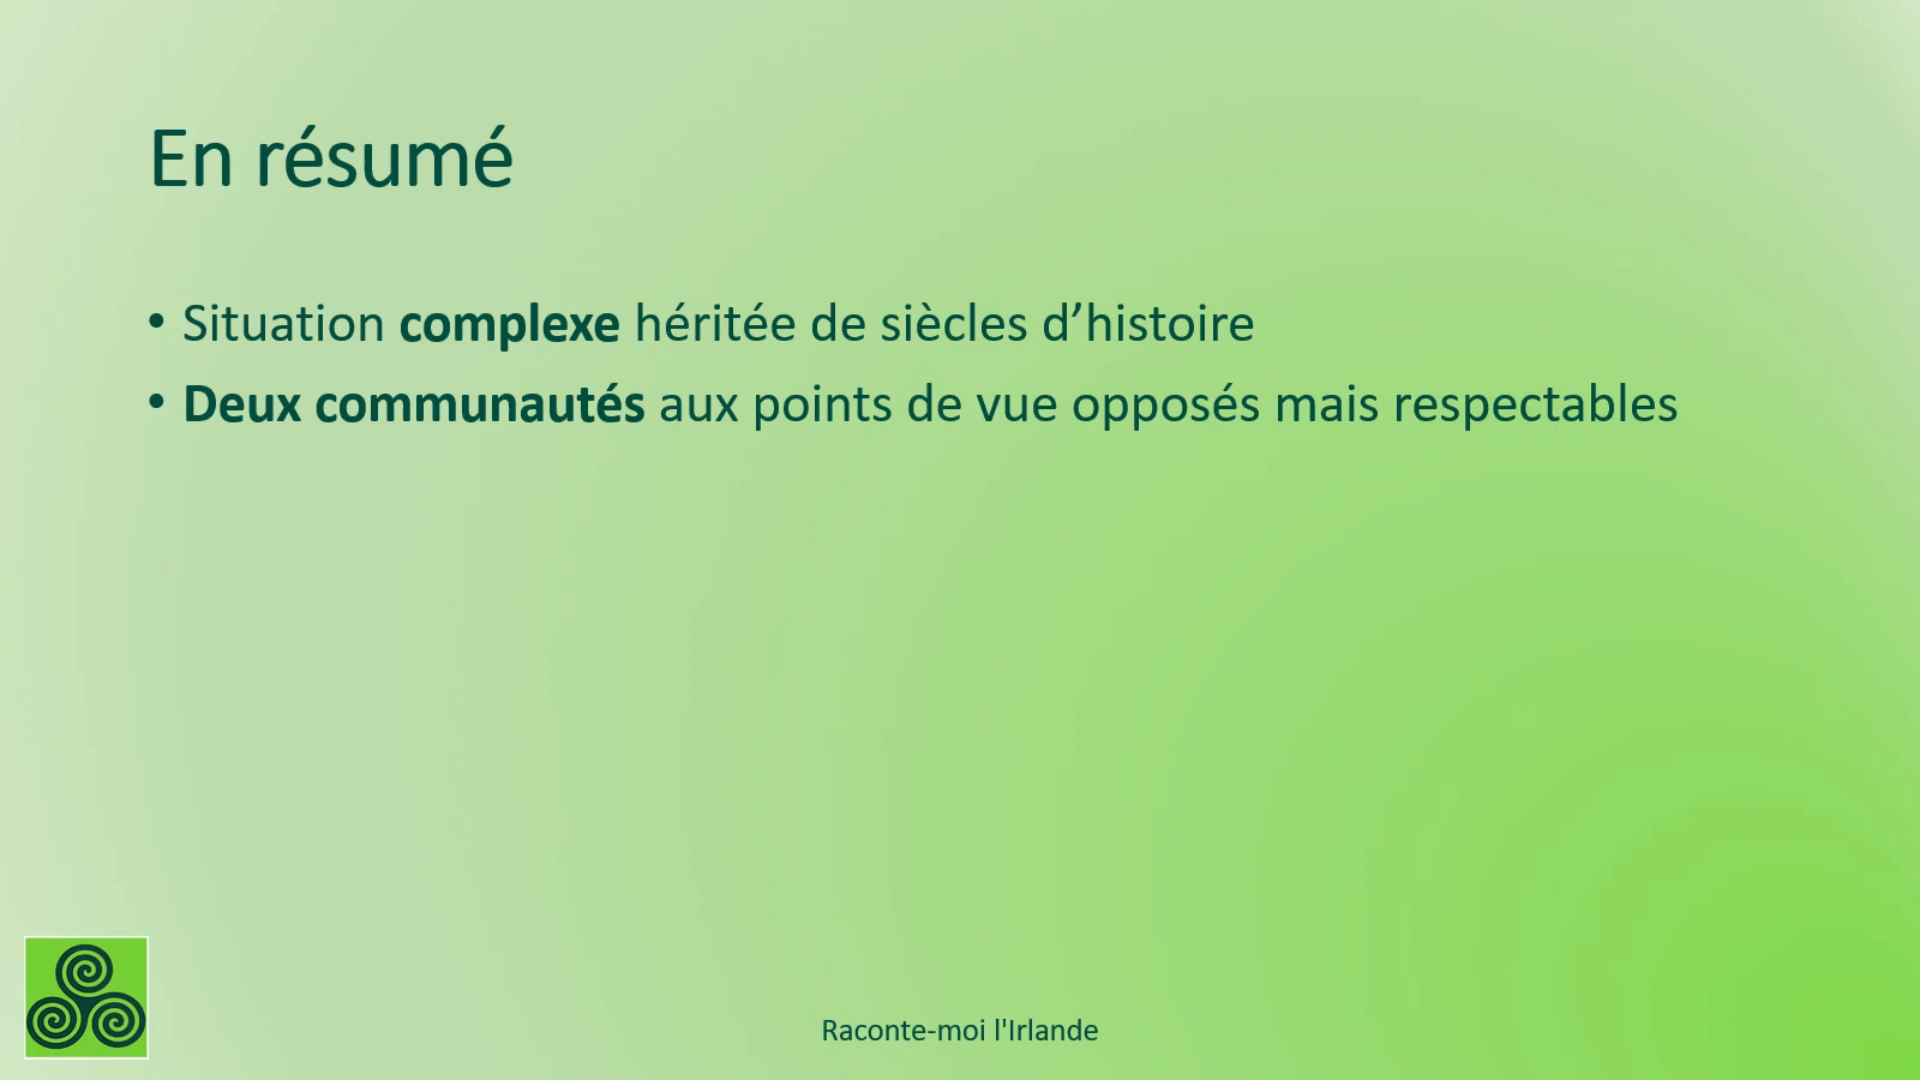 En résumé
• Situation complexe héritée de siècles d’histoire
• Deux communautés aux points de vue opposés mais respectables
Raconte-moi l'Irlande